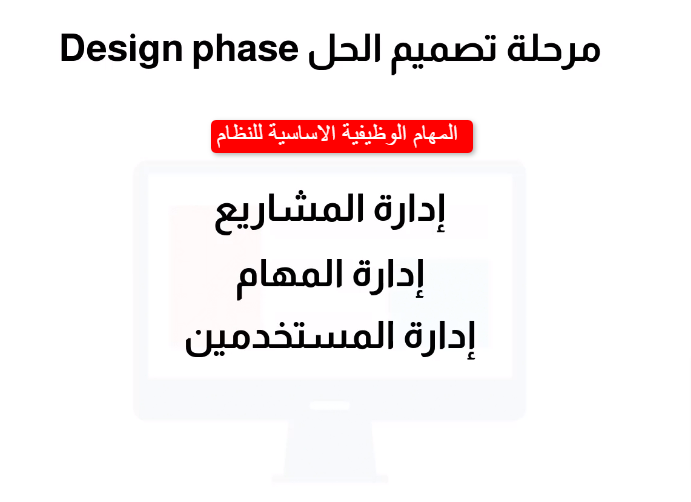 مرحلة تصميم الحل Design phase
المهام الوظيفية الاساسية للنظام
إدارة المشاريع
إدارة المهام
إدارة المستخدمين